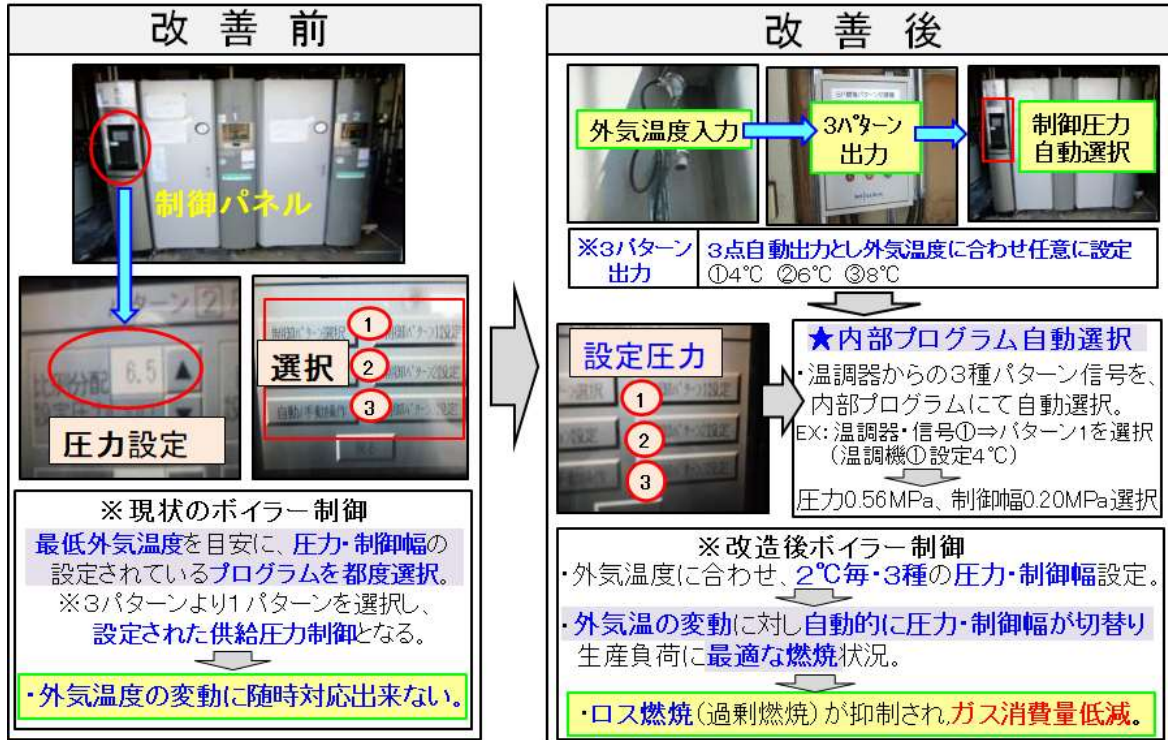 改善前
制御パネル
パターン 2
比例分配 6.5
圧力設定
選択
1
2
3
自動/手動操作
※現状のボイラー制御
最低外気温度を目安に、圧力・制御幅の
設定されているプログラムを都度選択。
※3パターンより1パターンを選択し、
設定された供給圧力制御となる。
・外気温度の変動に随時対応出来ない。
改善後
外気温度入力
3パターン
出力
制御圧力
自動選択
※3パターン
出力
3点自動出力とし外気温度に合わせ任意に設定
①4℃ ②6℃ ③8℃
設定圧力
1
2
3
★内部プログラム自動選択
・温調器からの3種パターン信号を、
内部プログラムにて自動選択。
EX:温調器・信号①⇒パターン1を選択
(温調機①設定4℃)
圧力0.56MPa、制御幅0.20MPa選択
※改造後ボイラー制御
・外気温度に合わせ、2℃毎・3種の圧力・制御幅設定。
・外気温の変動に対し自動的に圧力・制御幅が切替り
生産負荷に最適な燃焼状況。
・ロス燃焼(過剰燃焼)が抑制され,ガス消費量低減。